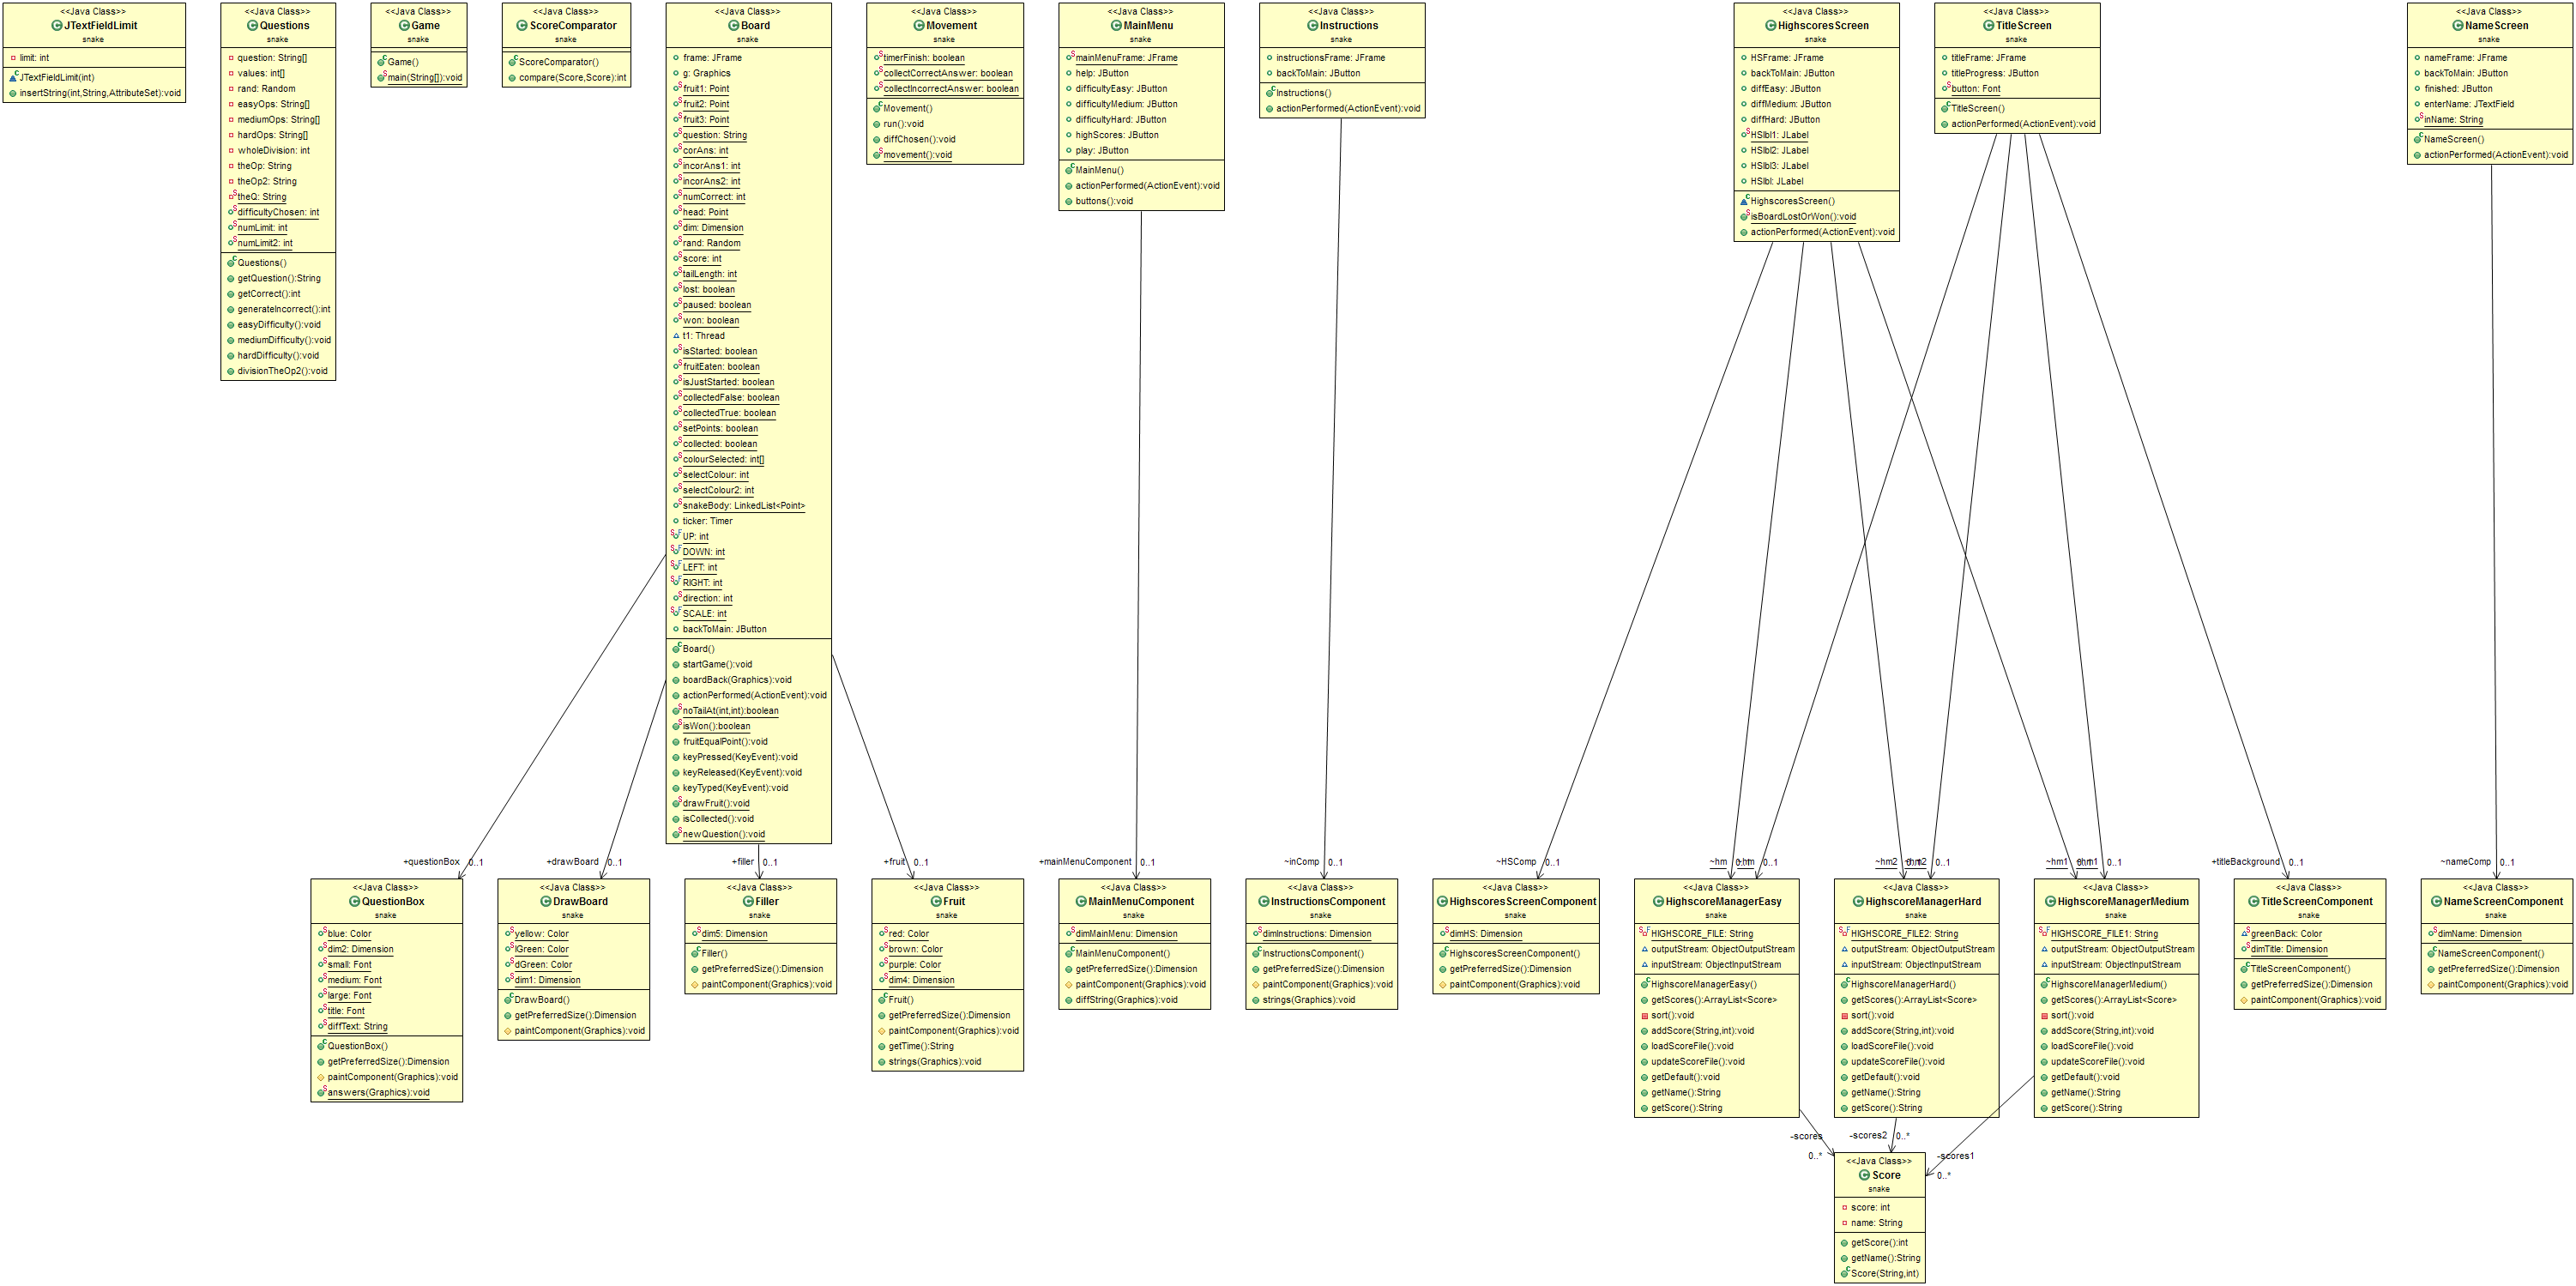 <<Java Class>>
JTextFieldLimit
snake
limit: int
JTextFieldLimit(int)
insertString(int,String,AttributeSet):void
<<Java Class>>
Questions
snake
question: String[]
values: int[]
rand: Random
easyOps: String[]
mediumOps: String[]
hardOps: String[]
wholeDivision: int
theOp: String
theOp2: String
theQ: String
difficultyChosen: int
numLimit: int
numLimit2: int
Questions()
getQuestion():String
getCorrect():int
generateIncorrect():int
easyDifficulty():void
mediumDifficulty():void
hardDifficulty():void
divisionTheOp2():void
<<Java Class>>
Game
snake
Game()
main(String[]):void
<<Java Class>>
ScoreComparator
snake
ScoreComparator()
compare(Score,Score):int
<<Java Class>>
Board
snake
frame: JFrame
g: Graphics
fruit1: Point
fruit2: Point
fruit3: Point
question: String
corAns: int
incorAns1: int
incorAns2: int
numCorrect: int
head: Point
dim: Dimension
rand: Random
score: int
tailLength: int
lost: boolean
paused: boolean
won: boolean
t1: Thread
isStarted: boolean
fruitEaten: boolean
isJustStarted: boolean
collectedFalse: boolean
collectedTrue: boolean
setPoints: boolean
collected: boolean
colourSelected: int[]
selectColour: int
selectColour2: int
snakeBody: LinkedList<Point>
ticker: Timer
UP: int
DOWN: int
LEFT: int
RIGHT: int
direction: int
SCALE: int
backToMain: JButton
Board()
startGame():void
boardBack(Graphics):void
actionPerformed(ActionEvent):void
noTailAt(int,int):boolean
isWon():boolean
fruitEqualPoint():void
keyPressed(KeyEvent):void
keyReleased(KeyEvent):void
keyTyped(KeyEvent):void
drawFruit():void
isCollected():void
newQuestion():void
<<Java Class>>
Movement
snake
timerFinish: boolean
collectCorrectAnswer: boolean
collectIncorrectAnswer: boolean
Movement()
run():void
diffChosen():void
movement():void
<<Java Class>>
MainMenu
snake
mainMenuFrame: JFrame
help: JButton
difficultyEasy: JButton
difficultyMedium: JButton
difficultyHard: JButton
highScores: JButton
play: JButton
MainMenu()
actionPerformed(ActionEvent):void
buttons():void
<<Java Class>>
Instructions
snake
instructionsFrame: JFrame
backToMain: JButton
Instructions()
actionPerformed(ActionEvent):void
<<Java Class>>
HighscoresScreen
snake
HSFrame: JFrame
backToMain: JButton
diffEasy: JButton
diffMedium: JButton
diffHard: JButton
HSlbl1: JLabel
HSlbl2: JLabel
HSlbl3: JLabel
HSlbl: JLabel
HighscoresScreen()
isBoardLostOrWon():void
actionPerformed(ActionEvent):void
<<Java Class>>
TitleScreen
snake
titleFrame: JFrame
titleProgress: JButton
button: Font
TitleScreen()
actionPerformed(ActionEvent):void
<<Java Class>>
NameScreen
snake
nameFrame: JFrame
backToMain: JButton
finished: JButton
enterName: JTextField
inName: String
NameScreen()
actionPerformed(ActionEvent):void
+questionBox 0..1
+drawBoard 0..1
+filler 0..1
+fruit 0..1
+mainMenuComponent 0..1
~inComp 0..1
~HSComp 0..1
~hm 0..1
~hm 0..1
~hm2 0..1
~hm2 0..1
~hm1 0..1
~hm1 0..1
+titleBackground 0..1
~nameComp 0..1
<<Java Class>>
QuestionBox
snake
blue: Color
dim2: Dimension
small: Font
medium: Font
large: Font
title: Font
diffText: String
QuestionBox()
getPreferredSize():Dimension
paintComponent(Graphics):void
answers(Graphics):void
<<Java Class>>
DrawBoard
snake
yellow: Color
lGreen: Color
dGreen: Color
dim1: Dimension
DrawBoard()
getPreferredSize():Dimension
paintComponent(Graphics):void
<<Java Class>>
Filler
snake
dim5: Dimension
Filler()
getPreferredSize():Dimension
paintComponent(Graphics):void
<<Java Class>>
Fruit
snake
red: Color
brown: Color
purple: Color
dim4: Dimension
Fruit()
getPreferredSize():Dimension
paintComponent(Graphics):void
getTime():String
strings(Graphics):void
<<Java Class>>
MainMenuComponent
snake
dimMainMenu: Dimension
MainMenuComponent()
getPreferredSize():Dimension
paintComponent(Graphics):void
diffString(Graphics):void
<<Java Class>>
InstructionsComponent
snake
dimInstructions: Dimension
InstructionsComponent()
getPreferredSize():Dimension
paintComponent(Graphics):void
strings(Graphics):void
<<Java Class>>
HighscoresScreenComponent
snake
dimHS: Dimension
HighscoresScreenComponent()
getPreferredSize():Dimension
paintComponent(Graphics):void
<<Java Class>>
HighscoreManagerEasy
snake
HIGHSCORE_FILE: String
outputStream: ObjectOutputStream
inputStream: ObjectInputStream
HighscoreManagerEasy()
getScores():ArrayList<Score>
sort():void
addScore(String,int):void
loadScoreFile():void
updateScoreFile():void
getDefault():void
getName():String
getScore():String
<<Java Class>>
HighscoreManagerHard
snake
HIGHSCORE_FILE2: String
outputStream: ObjectOutputStream
inputStream: ObjectInputStream
HighscoreManagerHard()
getScores():ArrayList<Score>
sort():void
addScore(String,int):void
loadScoreFile():void
updateScoreFile():void
getDefault():void
getName():String
getScore():String
<<Java Class>>
HighscoreManagerMedium
snake
HIGHSCORE_FILE1: String
outputStream: ObjectOutputStream
inputStream: ObjectInputStream
HighscoreManagerMedium()
getScores():ArrayList<Score>
sort():void
addScore(String,int):void
loadScoreFile():void
updateScoreFile():void
getDefault():void
getName():String
getScore():String
<<Java Class>>
TitleScreenComponent
snake
greenBack: Color
dimTitle: Dimension
TitleScreenComponent()
getPreferredSize():Dimension
paintComponent(Graphics):void
<<Java Class>>
NameScreenComponent
snake
dimName: Dimension
NameScreenComponent()
getPreferredSize():Dimension
paintComponent(Graphics):void
-scores
0..*
-scores2 0..*
-scores1
0..*
<<Java Class>>
Score
snake
score: int
name: String
getScore():int
getName():String
Score(String,int)